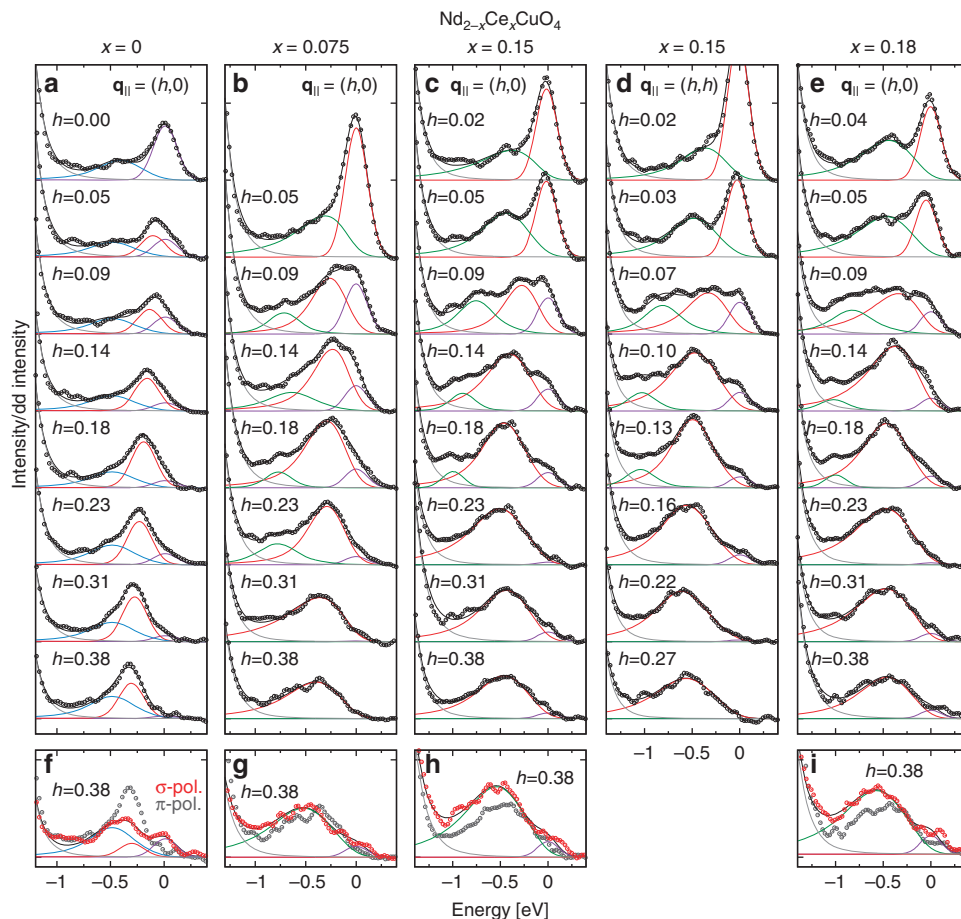 Nd2−xCexCuO4
x = 0
x = 0.075
x = 0.15
x = 0.15
x = 0.18
Intensity/dd intensity
a
q|| = (h,0)
h=0.00
h=0.05
h=0.09
h=0.14
h=0.18
h=0.23
h=0.31
h=0.38
b
q|| = (h,0)
h=0.05
h=0.09
h=0.14
h=0.18
h=0.23
h=0.31
h=0.38
c
q|| = (h,0)
h=0.02
h=0.05
h=0.09
h=0.14
h=0.18
h=0.23
h=0.31
h=0.38
d
q|| = (h,h)
h=0.02
h=0.03
h=0.07
h=0.10
h=0.13
h=0.16
h=0.22
h=0.27
−1 −0.5 0
e
q|| = (h,0)
h=0.04
h=0.05
h=0.09
h=0.14
h=0.18
h=0.23
h=0.31
h=0.38
f
h=0.38
σ-pol.
π-pol.
−1 −0.5 0
g
h=0.38
−1 −0.5 0
h
h=0.38
−1 −0.5 0
i
h=0.38
−1 −0.5 0
Energy [eV]